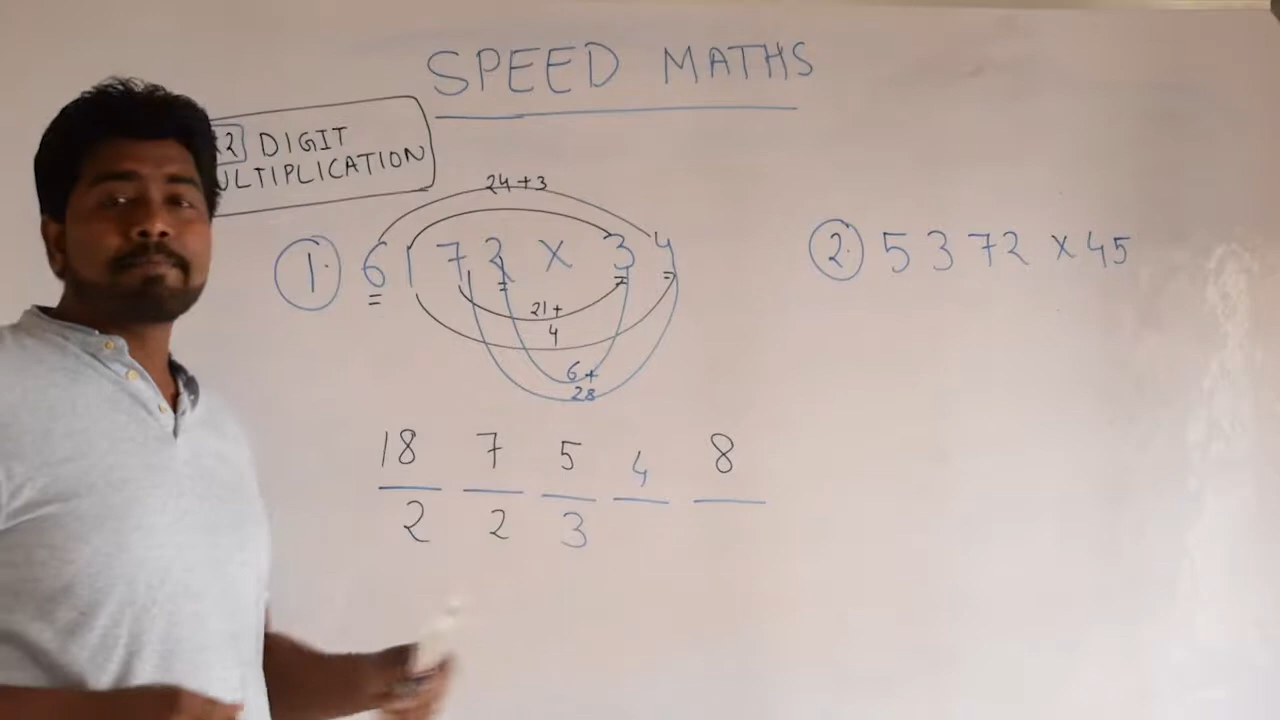 SPEED MATHS
2 DIGIT
ULTIPLICATION
24+3
1. 6172 X 34
2. 5372 X 45
21+
4
6+
28
18 7 5 4 8
2 2 3